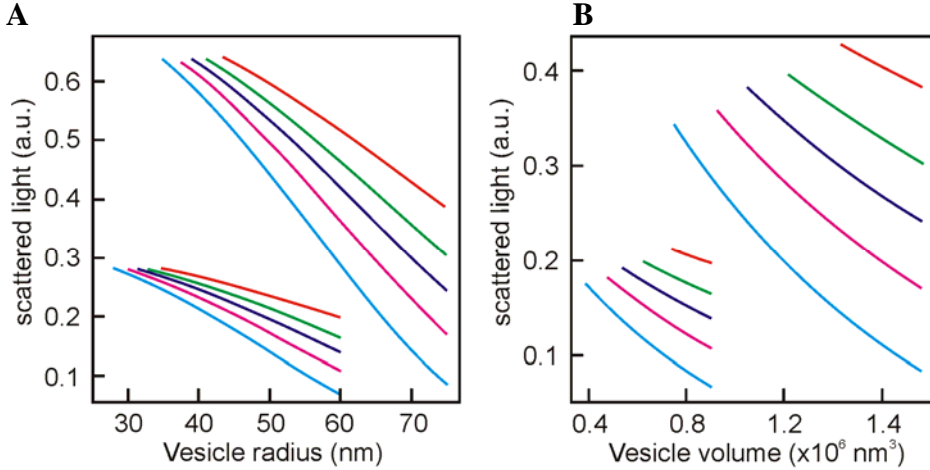 A
scattered light (a.u.)
0.6
0.5
0.4
0.3
0.2
0.1
30 40 50 60 70
Vesicle radius (nm)
B
scattered light (a.u.)
0.4
0.3
0.2
0.1
0.4 0.8 1.2 1.4
Vesicle volume (x10⁶ nm³)